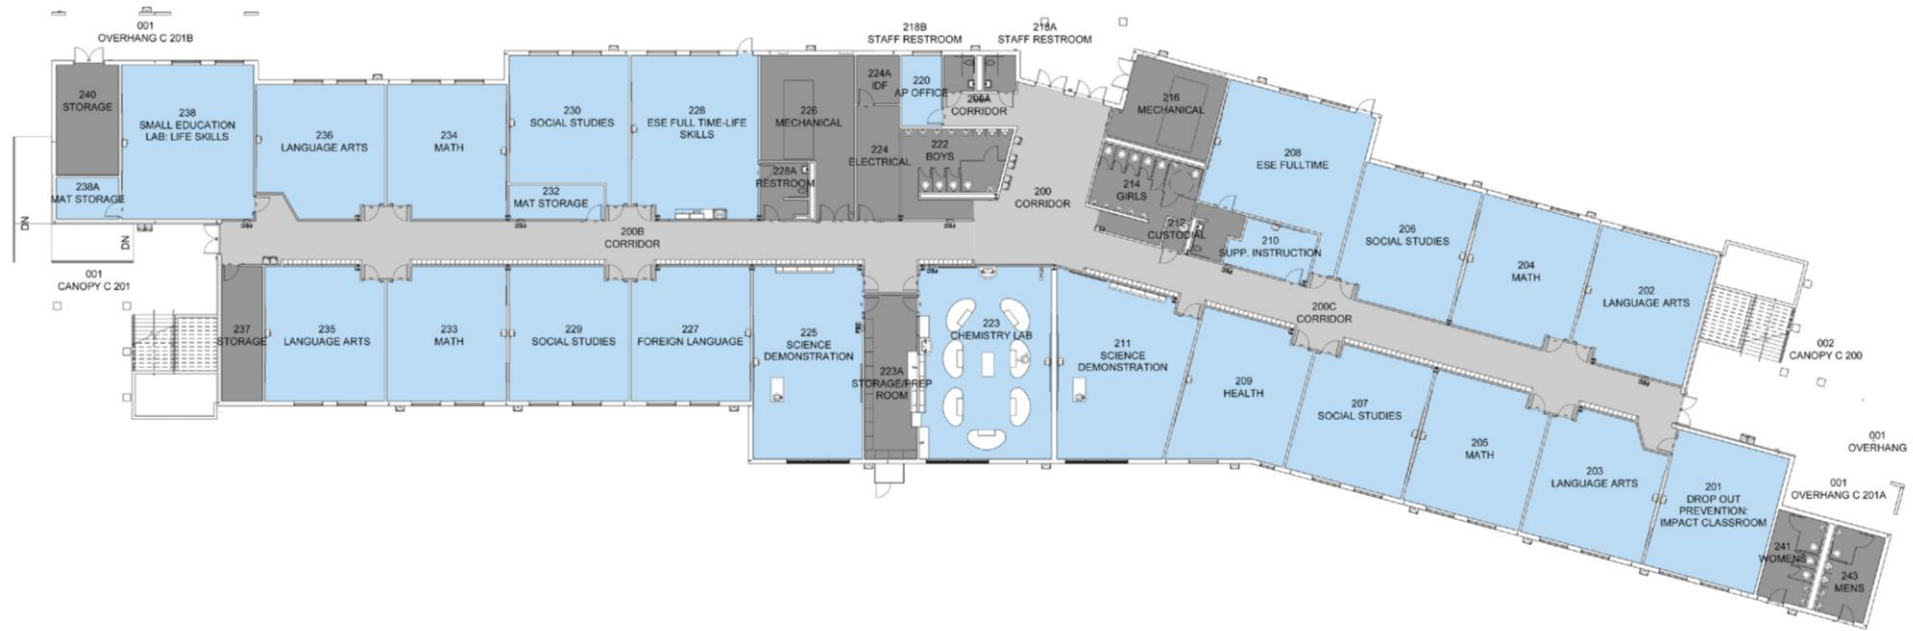 001
OVERHANG C 201B
218B
STAFF RESTROOM
218A
STAFF RESTROOM
240
STORAGE
238
SMALL EDUCATION
LAB: LIFE SKILLS
238A
MAT STORAGE
236
LANGUAGE ARTS
234
MATH
230
SOCIAL STUDIES
232
MAT STORAGE
228
ESE FULL TIME-LIFE
SKILLS
226
MECHANICAL
228A
RESTROOM
224A
IDF
224
ELECTRICAL
220
AP OFFICE
CORRIDOR
222
BOYS
200
CORRIDOR
216
MECHANICAL
214
GIRLS
212
CUSTODIAL
208
ESE FULLTIME
210
SUPP. INSTRUCTION
206
SOCIAL STUDIES
204
MATH
202
LANGUAGE ARTS
DN
DN
200B
CORRIDOR
001
CANOPY C 201
237
STORAGE
235
LANGUAGE ARTS
233
MATH
229
SOCIAL STUDIES
227
FOREIGN LANGUAGE
225
SCIENCE
DEMONSTRATION
223A
STORAGE/PREP
ROOM
223
CHEMISTRY LAB
211
SCIENCE
DEMONSTRATION
209
HEALTH
200C
CORRIDOR
207
SOCIAL STUDIES
205
MATH
203
LANGUAGE ARTS
201
DROP OUT
PREVENTION:
IMPACT CLASSROOM
002
CANOPY C 200
001
OVERHANG
001
OVERHANG C 201A
241
WOMENS
243
MENS